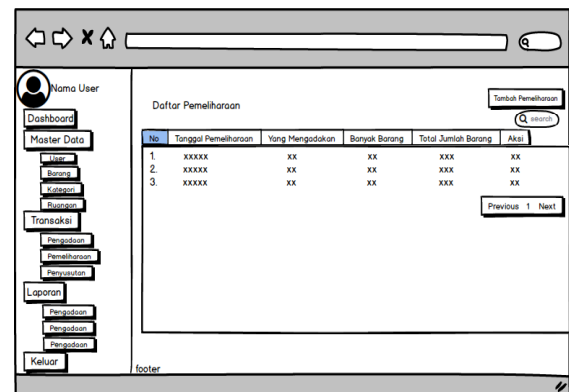 Nama User
Dashboard
Master Data
User
Barang
Kategori
Ruangan
Transaksi
Pengadaan
Pemeliharaan
Penyusutan
Laporan
Pengadaan
Pengadaan
Pengadaan
Keluar
Daftar Pemeliharaan
Tambah Pemeliharaan
search
No Tanggal Pemeliharaan Yang Mengadakan Banyak Barang Total Jumlah Barang Aksi
1. xxxxx xx xx xxx xx
2. xxxxx xx xx xxx xx
3. xxxxx xx xx xxx xx
Previous 1 Next
footer